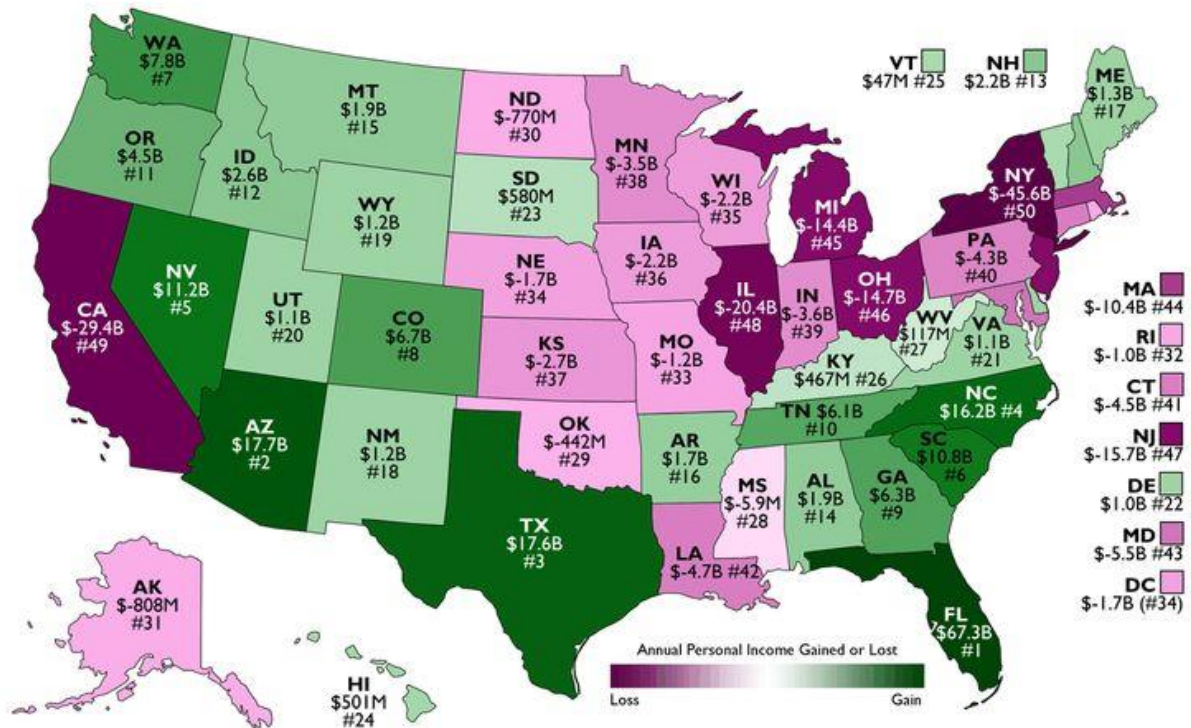 WA
$7.8B
#7
VT
$47M #25
NH
$2.2B #13
ME
$1.3B
#17
MT
$1.9B
#15
ND
$-770M
#30
MN
$-3.5B
#38
OR
$4.5B
#11
ID
$2.6B
#12
WI
$-2.2B
#35
SD
$580M
#23
NY
$-45.6B
#50
WY
$1.2B
#19
MI
$-14.4B
#45
IA
$-2.2B
#36
PA
$-4.3B
#40
NE
$-1.7B
#34
NV
$11.2B
#5
IL
$-20.4B
#48
IN
$-3.6B
#39
OH
$-14.7B
#46
MA
$-10.4B #44
CA
$-29.4B
#49
UT
$1.1B
#20
CO
$6.7B
#8
WV
$117M
#27
VA
$1.1B
#21
RI
$-1.0B #32
KS
$-2.7B
#37
MO
$-1.2B
#33
KY
$467M #26
CT
$-4.5B #41
NC
$16.2B #4
TN $6.1B
#10
AZ
$17.7B
#2
NM
$1.2B
#18
OK
$-442M
#29
AR
$1.7B
#16
SC
$10.8B
#6
NJ
$-15.7B #47
MS
$-5.9M
#28
AL
$1.9B
#14
GA
$6.3B
#9
DE
$1.0B #22
TX
$17.6B
#3
LA
$-4.7B #42
MD
$-5.5B #43
AK
$-808M
#31
DC
$-1.7B (#34)
FL
$67.3B
#1
HI
$501M
#24
Annual Personal Income Gained or Lost
Loss
Gain